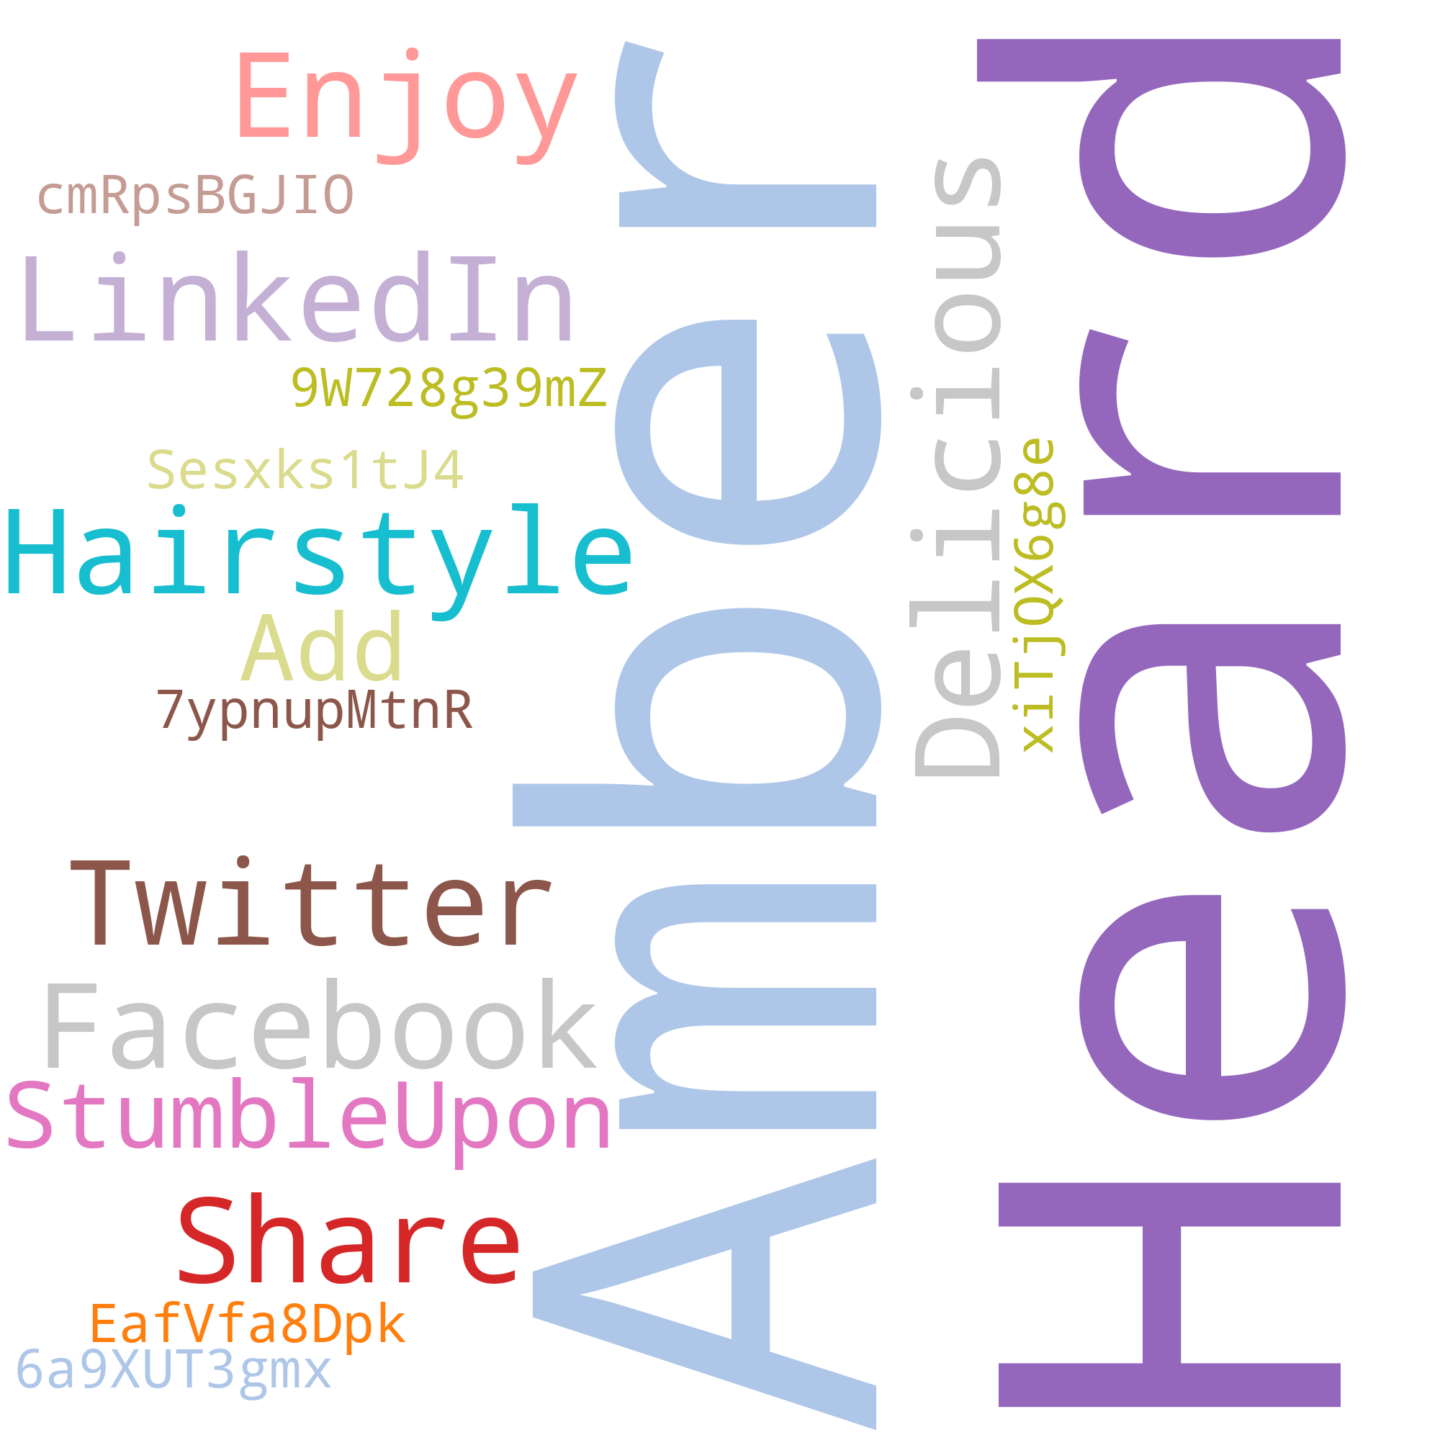 Enjoy
cmRpsBGJIO
LinkedIn
9W728g39mZ
Sesxks1tJ4
Hairstyle
Add
7ypnupMtnR
Twitter
Facebook
StumbleUpon
Share
EafVfa8Dpk
6a9XUT3gmx
Amber
Delicious
xiTjQX6g8e
Heard